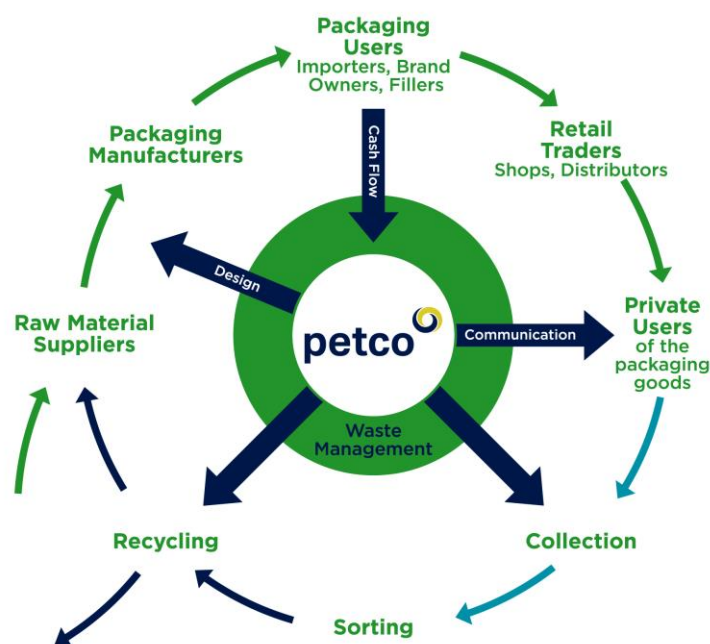 Packaging
Users
Importers, Brand
Owners, Fillers
Packaging
Manufacturers
Cash Flow
Retail
Traders
Shops, Distributors
Design
petco
Communication
Raw Material
Suppliers
Private
Users
of the
packaging
goods
Waste
Management
Recycling
Collection
Sorting